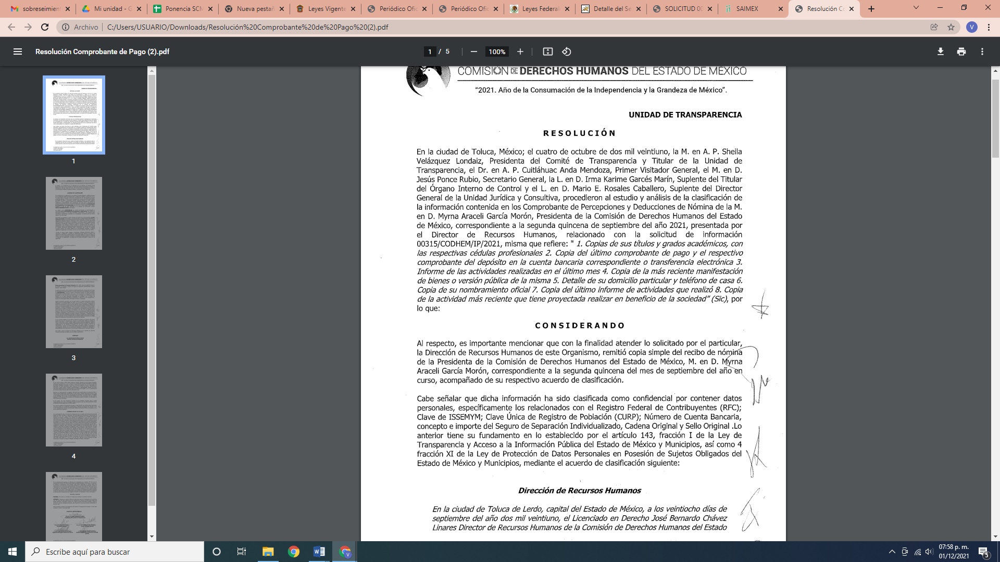 sobreseimient
Mi unidad - G
Ponencia SCM
Nueva pestañ
Leyes Vigente
Periódico Ofic
Periódico Ofic
Leyes Federal
Detalle del Se
SOLICITUD 00
SAIMEX
Resolución Co
Archivo
C:/Users/USUARIO/Downloads/Resolución%20Comprobante%20de%20Pago%20(2).pdf
V
Resolución Comprobante de Pago (2).pdf
1 / 5
100%
1
2
3
4
COMISIÓN DE DERECHOS HUMANOS DEL ESTADO DE MÉXICO
“2021. Año de la Consumación de la Independencia y la Grandeza de México”.
UNIDAD DE TRANSPARENCIA
R E S O L U C I Ó N
En la ciudad de Toluca, México; el cuatro de octubre de dos mil veintiuno, la M. en A. P. Sheila
Velázquez Londaiz, Presidenta del Comité de Transparencia y Titular de la Unidad de
Transparencia, el Dr. en A. P. Cuitláhuac Anda Mendoza, Primer Visitador General, el M. en D.
Jesús Ponce Rubio, Secretario General, la L. en D. Irma Karime Garcés Marín, Suplente del Titular
del Órgano Interno de Control y el L. en D. Mario E. Rosales Caballero, Suplente del Director
General de la Unidad Jurídica y Consultiva, procedieron al estudio y análisis de la clasificación de
la información contenida en los Comprobante de Percepciones y Deducciones de Nómina de la M.
en D. Myrna Araceli García Morón, Presidenta de la Comisión de Derechos Humanos del Estado
de México, correspondiente a la segunda quincena de septiembre del año 2021, presentada por
el Director de Recursos Humanos, relacionado con la solicitud de información
00315/CODHEM/IP/2021, misma que refiere: " 1. Copias de sus títulos y grados académicos, con
las respectivas cédulas profesionales 2. Copia del último comprobante de pago y el respectivo
comprobante del depósito en la cuenta bancaria correspondiente o transferencia electrónica 3.
Informe de las actividades realizadas en el último mes 4. Copia de la más reciente manifestación
de bienes o versión pública de la misma 5. Detalle de su domicilio particular y teléfono de casa 6.
Copia de su nombramiento oficial 7. Copia del último informe de actividades que realizó 8. Copia
de la actividad más reciente que tiene proyectada realizar en beneficio de la sociedad” (Sic), por
lo que:
C O N S I D E R A N D O
Al respecto, es importante mencionar que con la finalidad atender lo solicitado por el particular,
la Dirección de Recursos Humanos de este Organismo, remitió copia simple del recibo de nómina
de la Presidenta de la Comisión de Derechos Humanos del Estado de México, M. en D. Myrna
Araceli García Morón, correspondiente a la segunda quincena del mes de septiembre del año en
curso, acompañado de su respectivo acuerdo de clasificación.
Cabe señalar que dicha información ha sido clasificada como confidencial por contener datos
personales, específicamente los relacionados con el Registro Federal de Contribuyentes (RFC);
Clave de ISSEMYM; Clave Única de Registro de Población (CURP); Número de Cuenta Bancaria,
concepto e importe del Seguro de Separación Individualizado, Cadena Original y Sello Original .Lo
anterior tiene su fundamento en lo establecido por el artículo 143, fracción I de la Ley de
Transparencia y Acceso a la Información Pública del Estado de México y Municipios, así como 4
fracción XI de la Ley de Protección de Datos Personales en Posesión de Sujetos Obligados del
Estado de México y Municipios, mediante el acuerdo de clasificación siguiente:
Dirección de Recursos Humanos
En la ciudad de Toluca de Lerdo, capital del Estado de México, a los veintiocho días de
septiembre del año dos mil veintiuno, el Licenciado en Derecho José Bernardo Chávez
Linares Director de Recursos Humanos de la Comisión de Derechos Humanos del Estado
Escribe aquí para buscar
07:58 p. m.
01/12/2021
5